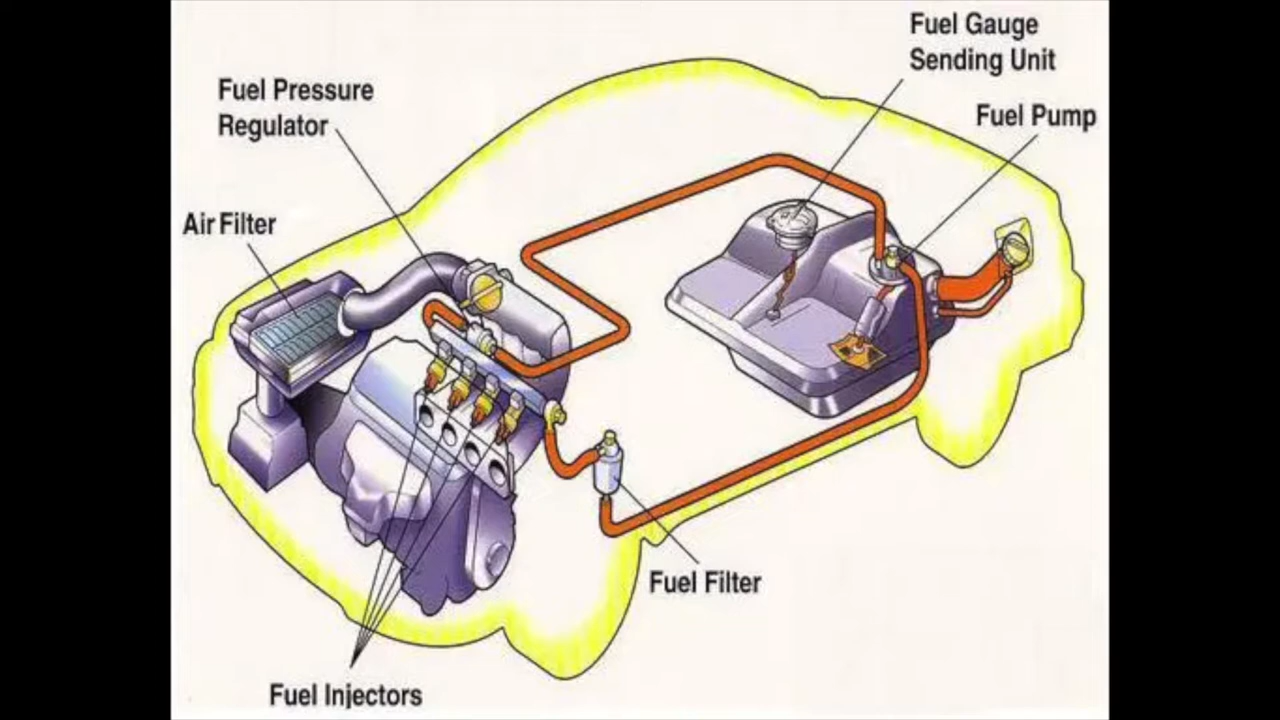 Fuel Gauge
Sending Unit
Fuel Pressure
Regulator
Fuel Pump
Air Filter
Fuel Filter
Fuel Injectors